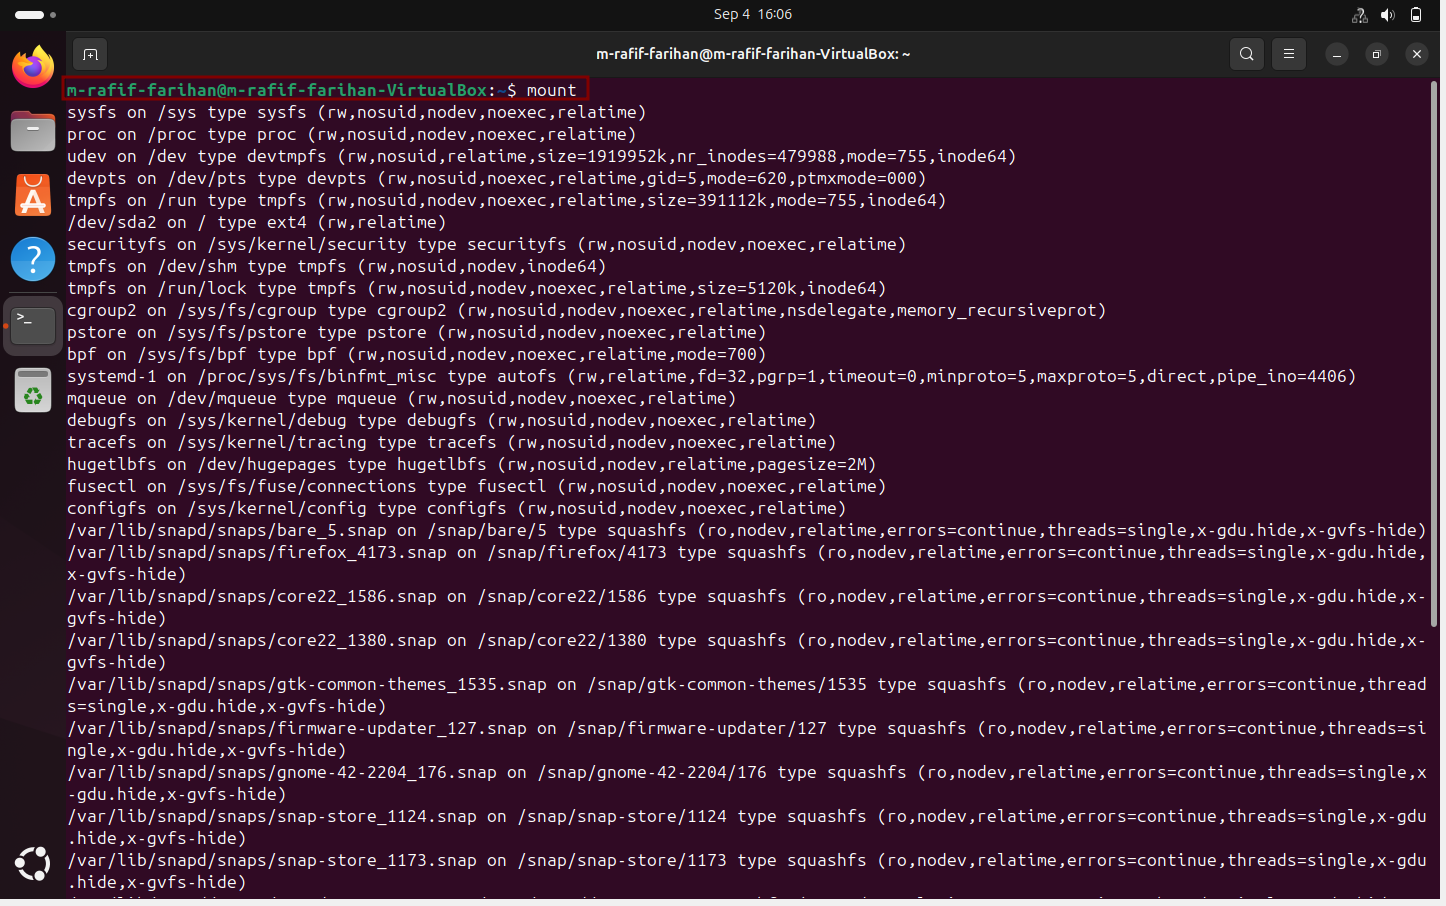 Sep 4 16:06
m-rafif-farihan@m-rafif-farihan-VirtualBox: ~
m-rafif-farihan@m-rafif-farihan-VirtualBox:~$ mount
sysfs on /sys type sysfs (rw,nosuid,nodev,noexec,relatime)
proc on /proc type proc (rw,nosuid,nodev,noexec,relatime)
udev on /dev type devtmpfs (rw,nosuid,relatime,size=1919952k,nr_inodes=479988,mode=755,inode64)
devpts on /dev/pts type devpts (rw,nosuid,noexec,relatime,gid=5,mode=620,ptmxmode=000)
tmpfs on /run type tmpfs (rw,nosuid,nodev,noexec,relatime,size=391112k,mode=755,inode64)
/dev/sda2 on / type ext4 (rw,relatime)
securityfs on /sys/kernel/security type securityfs (rw,nosuid,nodev,noexec,relatime)
tmpfs on /dev/shm type tmpfs (rw,nosuid,nodev,inode64)
tmpfs on /run/lock type tmpfs (rw,nosuid,nodev,noexec,relatime,size=5120k,inode64)
cgroup2 on /sys/fs/cgroup type cgroup2 (rw,nosuid,nodev,noexec,relatime,nsdelegate,memory_recursiveprot)
pstore on /sys/fs/pstore type pstore (rw,nosuid,nodev,noexec,relatime)
bpf on /sys/fs/bpf type bpf (rw,nosuid,nodev,noexec,relatime,mode=700)
systemd-1 on /proc/sys/fs/binfmt_misc type autofs (rw,relatime,fd=32,pgrp=1,timeout=0,minproto=5,maxproto=5,direct,pipe_ino=4406)
mqueue on /dev/mqueue type mqueue (rw,nosuid,nodev,noexec,relatime)
debugfs on /sys/kernel/debug type debugfs (rw,nosuid,nodev,noexec,relatime)
tracefs on /sys/kernel/tracing type tracefs (rw,nosuid,nodev,noexec,relatime)
hugetlbfs on /dev/hugepages type hugetlbfs (rw,nosuid,nodev,relatime,pagesize=2M)
fusectl on /sys/fs/fuse/connections type fusectl (rw,nosuid,nodev,noexec,relatime)
configfs on /sys/kernel/config type configfs (rw,nosuid,nodev,noexec,relatime)
/var/lib/snapd/snaps/bare_5.snap on /snap/bare/5 type squashfs (ro,nodev,relatime,errors=continue,threads=single,x-gdu.hide,x-gvfs-hide)
/var/lib/snapd/snaps/firefox_4173.snap on /snap/firefox/4173 type squashfs (ro,nodev,relatime,errors=continue,threads=single,x-gdu.hide,
x-gvfs-hide)
/var/lib/snapd/snaps/core22_1586.snap on /snap/core22/1586 type squashfs (ro,nodev,relatime,errors=continue,threads=single,x-gdu.hide,x-
gvfs-hide)
/var/lib/snapd/snaps/core22_1380.snap on /snap/core22/1380 type squashfs (ro,nodev,relatime,errors=continue,threads=single,x-gdu.hide,x-
gvfs-hide)
/var/lib/snapd/snaps/gtk-common-themes_1535.snap on /snap/gtk-common-themes/1535 type squashfs (ro,nodev,relatime,errors=continue,thread
s=single,x-gdu.hide,x-gvfs-hide)
/var/lib/snapd/snaps/firmware-updater_127.snap on /snap/firmware-updater/127 type squashfs (ro,nodev,relatime,errors=continue,threads=si
ngle,x-gdu.hide,x-gvfs-hide)
/var/lib/snapd/snaps/gnome-42-2204_176.snap on /snap/gnome-42-2204/176 type squashfs (ro,nodev,relatime,errors=continue,threads=single,x
-gdu.hide,x-gvfs-hide)
/var/lib/snapd/snaps/snap-store_1124.snap on /snap/snap-store/1124 type squashfs (ro,nodev,relatime,errors=continue,threads=single,x-gdu
.hide,x-gvfs-hide)
/var/lib/snapd/snaps/snap-store_1173.snap on /snap/snap-store/1173 type squashfs (ro,nodev,relatime,errors=continue,threads=single,x-gdu
.hide,x-gvfs-hide)